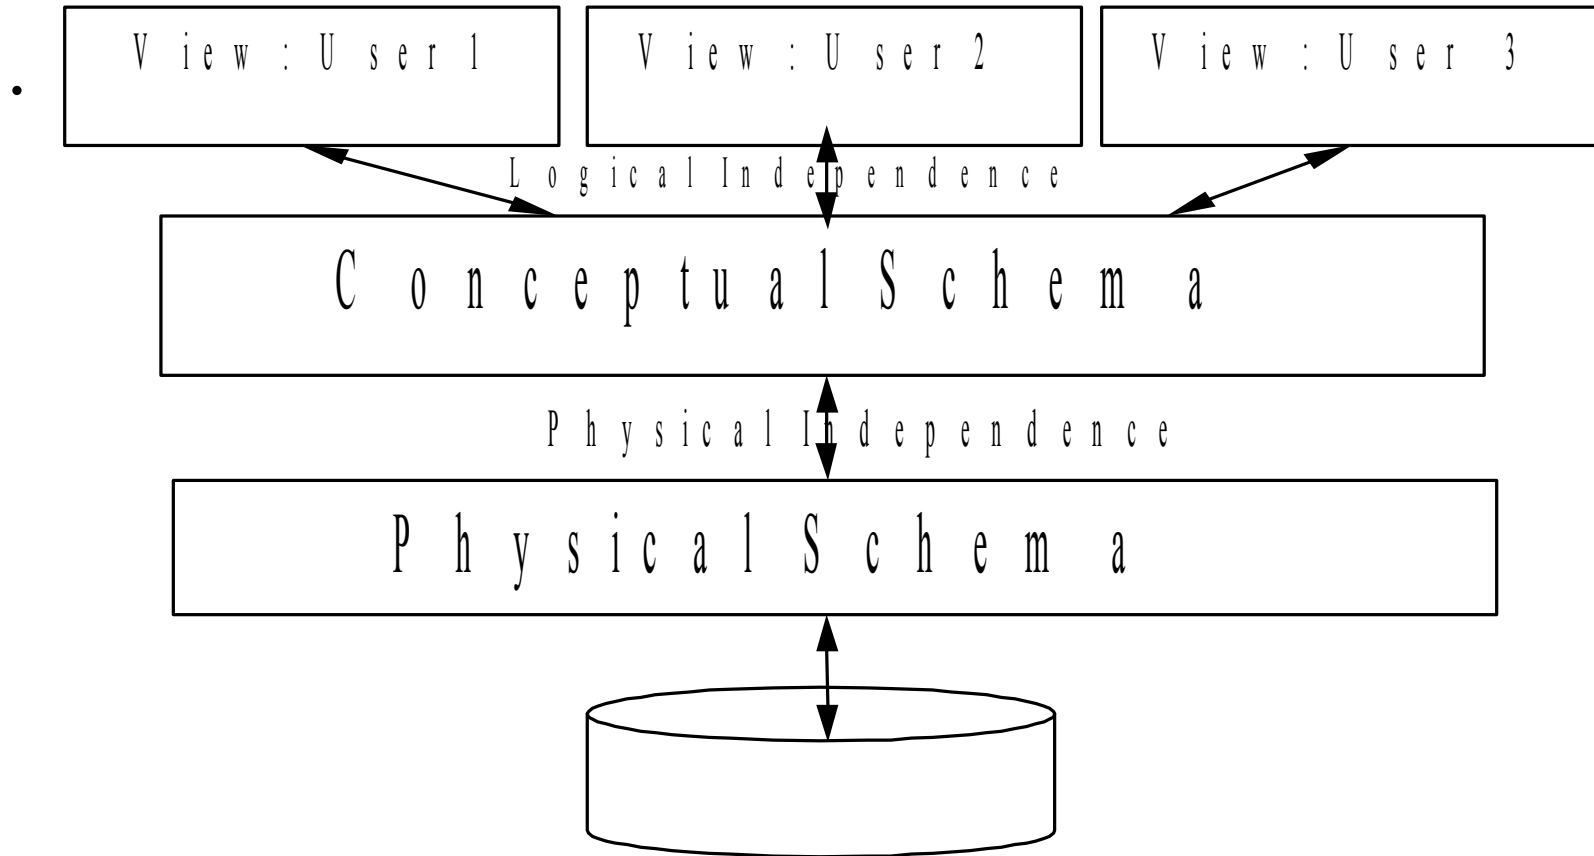 View: User 1
View: User 2
View: User 3
Logical Independence
Conceptual Schema
Physical Independence
Physical Schema